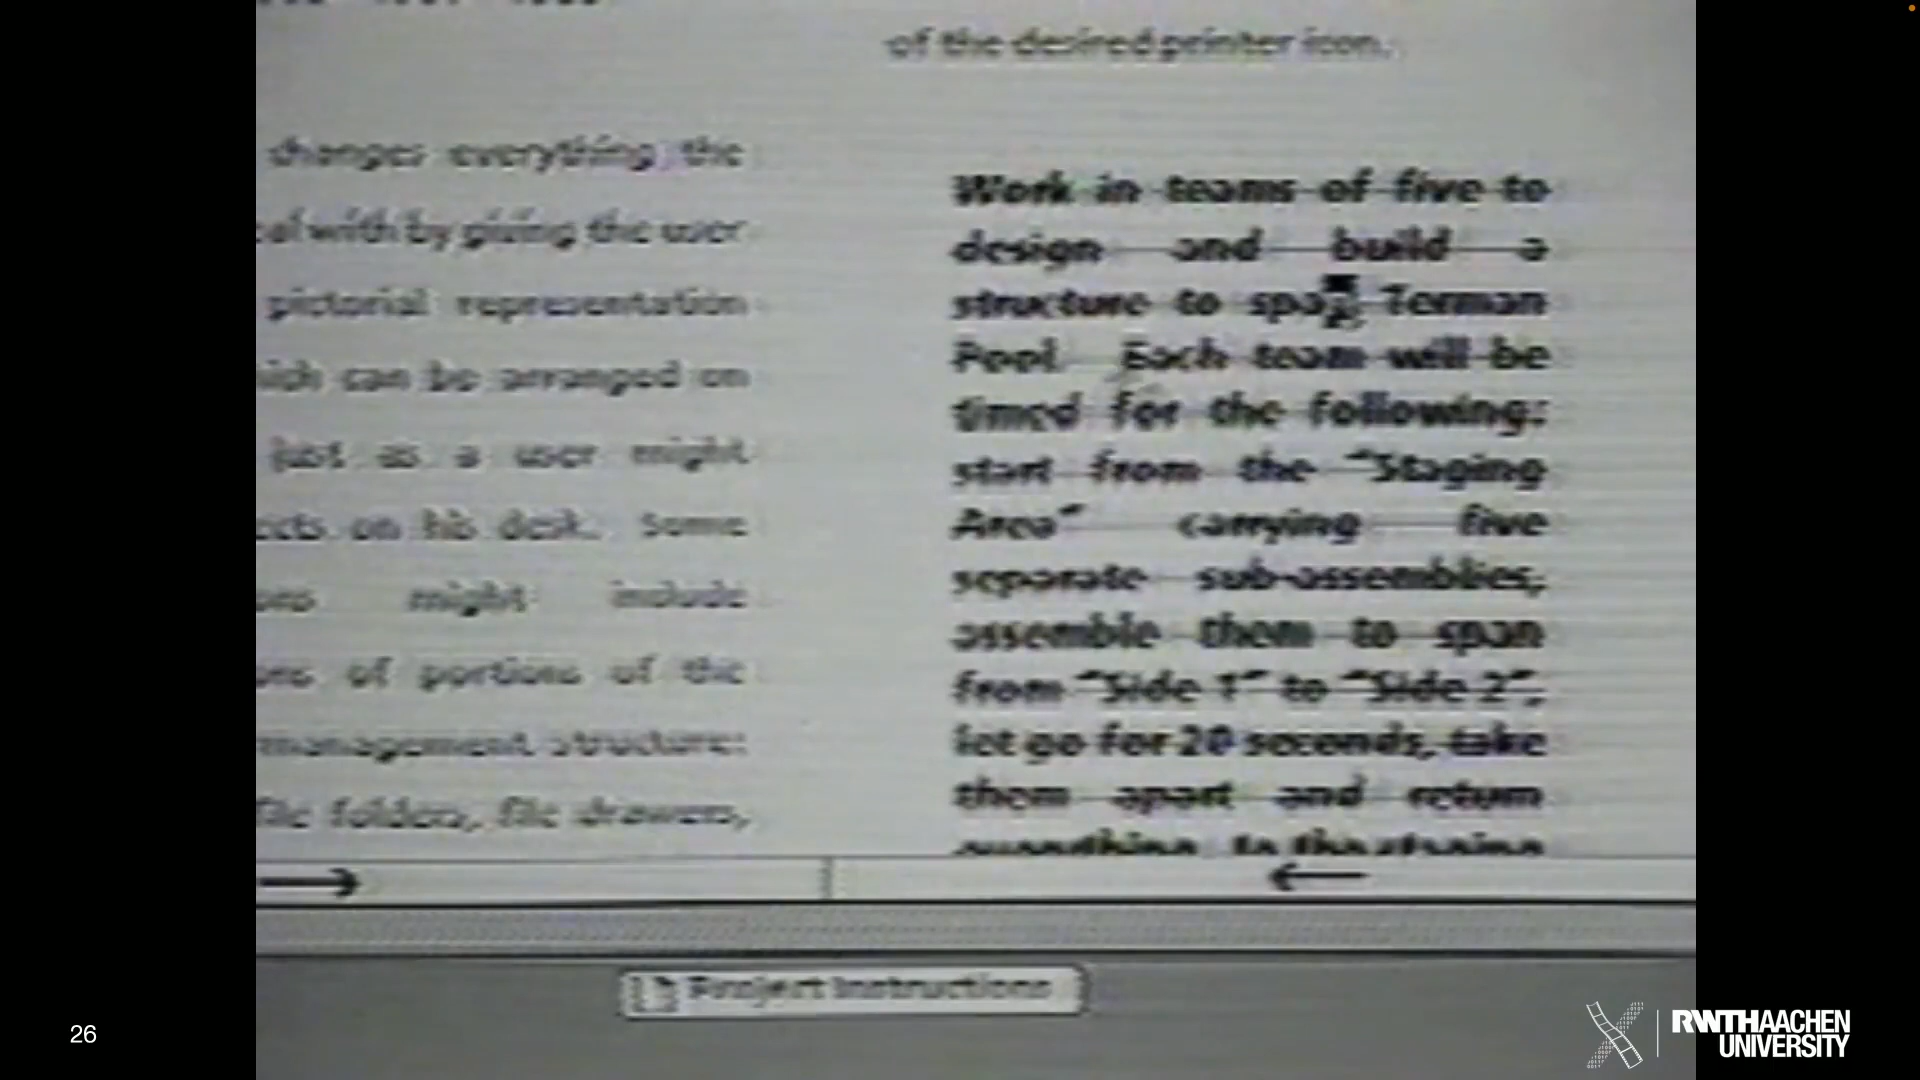 of the desired printer icon.
changes everything the
with by giving the user
pictorial representation
can be arranged on
just as a user might
on his desk. Some
might include
of portions of the
management structure:
file folders, file drawers,
Work in teams of five to
design and build a
structure to span Terman
Pool. Each team will be
timed for the following:
start from the "Staging
Area" carrying five
separate sub-assemblies,
assemble them to span
from "Side 1" to "Side 2",
let go for 20 seconds, take
them apart and return
Project Instructions
26
RWTHAACHEN
UNIVERSITY